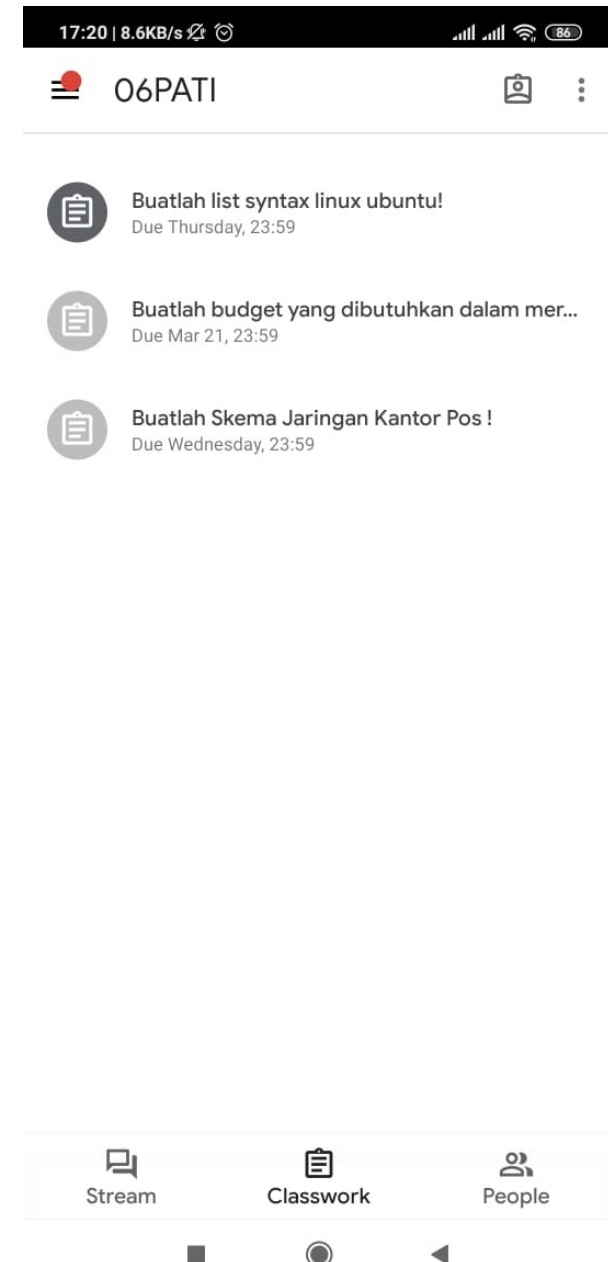 17:20 | 8.6KB/s 86
06PATI
Buatlah list syntax linux ubuntu!
Due Thursday, 23:59
Buatlah budget yang dibutuhkan dalam mer...
Due Mar 21, 23:59
Buatlah Skema Jaringan Kantor Pos !
Due Wednesday, 23:59
Stream Classwork People